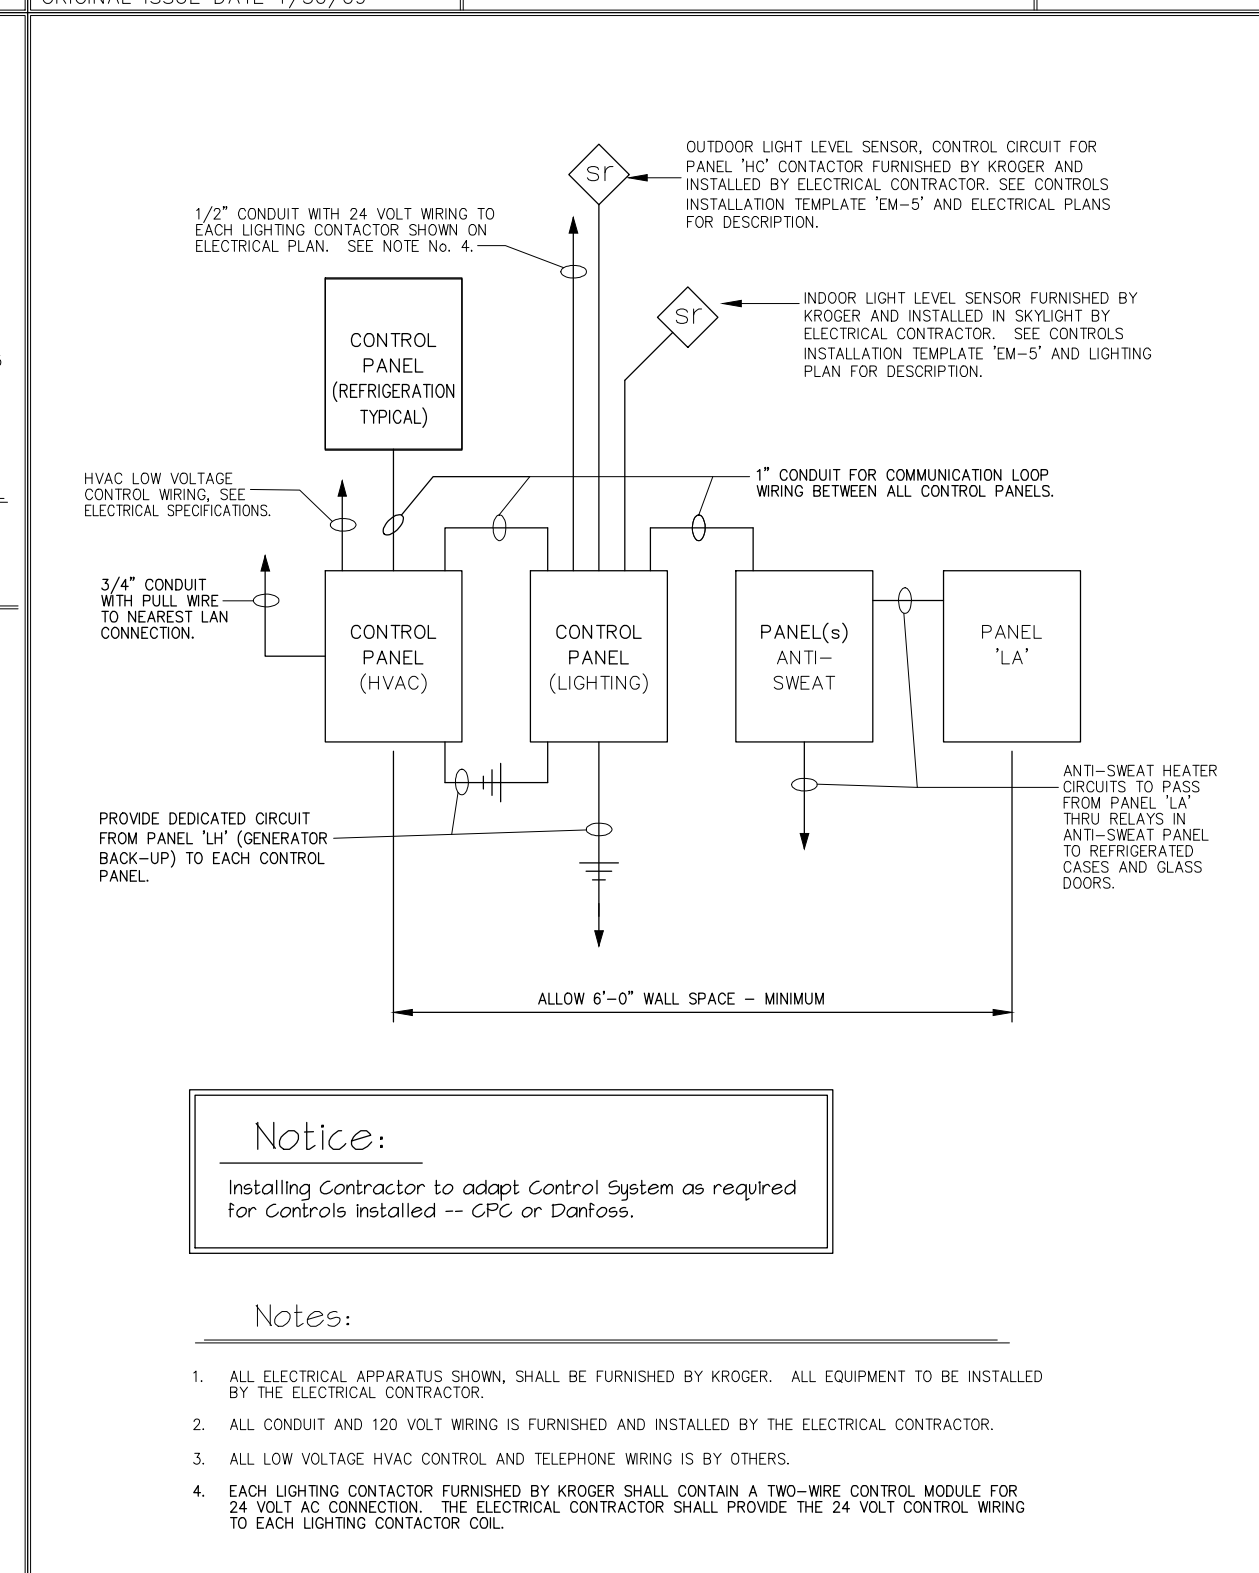 OUTDOOR LIGHT LEVEL SENSOR, CONTROL CIRCUIT FOR
PANEL 'HC' CONTACTOR FURNISHED BY KROGER AND
INSTALLED BY ELECTRICAL CONTRACTOR. SEE CONTROLS
INSTALLATION TEMPLATE 'EM-5' AND ELECTRICAL PLANS
FOR DESCRIPTION.
sr
1/2" CONDUIT WITH 24 VOLT WIRING TO
EACH LIGHTING CONTACTOR SHOWN ON
ELECTRICAL PLAN. SEE NOTE No. 4.
INDOOR LIGHT LEVEL SENSOR FURNISHED BY
KROGER AND INSTALLED IN SKYLIGHT BY
ELECTRICAL CONTRACTOR. SEE CONTROLS
INSTALLATION TEMPLATE 'EM-5' AND LIGHTING
PLAN FOR DESCRIPTION.
sr
CONTROL
PANEL
(REFRIGERATION
TYPICAL)
HVAC LOW VOLTAGE
CONTROL WIRING, SEE
ELECTRICAL SPECIFICATIONS.
1" CONDUIT FOR COMMUNICATION LOOP
WIRING BETWEEN ALL CONTROL PANELS.
3/4" CONDUIT
WITH PULL WIRE
TO NEAREST LAN
CONNECTION.
CONTROL
PANEL
(HVAC)
CONTROL
PANEL
(LIGHTING)
PANEL(s)
ANTI-
SWEAT
PANEL
'LA'
ANTI-SWEAT HEATER
CIRCUITS TO PASS
FROM PANEL 'LA'
THRU RELAYS IN
ANTI-SWEAT PANEL
TO REFRIGERATED
CASES AND GLASS
DOORS.
PROVIDE DEDICATED CIRCUIT
FROM PANEL 'LH' (GENERATOR
BACK-UP) TO EACH CONTROL
PANEL.
ALLOW 6'-0" WALL SPACE - MINIMUM
Notice:
Installing Contractor to adapt Control System as required
for Controls installed -- CPC or Danfoss.
Notes:
1. ALL ELECTRICAL APPARATUS SHOWN, SHALL BE FURNISHED BY KROGER. ALL EQUIPMENT TO BE INSTALLED
BY THE ELECTRICAL CONTRACTOR.
2. ALL CONDUIT AND 120 VOLT WIRING IS FURNISHED AND INSTALLED BY THE ELECTRICAL CONTRACTOR.
3. ALL LOW VOLTAGE HVAC CONTROL AND TELEPHONE WIRING IS BY OTHERS.
4. EACH LIGHTING CONTACTOR FURNISHED BY KROGER SHALL CONTAIN A TWO-WIRE CONTROL MODULE FOR
24 VOLT AC CONNECTION. THE ELECTRICAL CONTRACTOR SHALL PROVIDE THE 24 VOLT CONTROL WIRING
TO EACH LIGHTING CONTACTOR COIL.